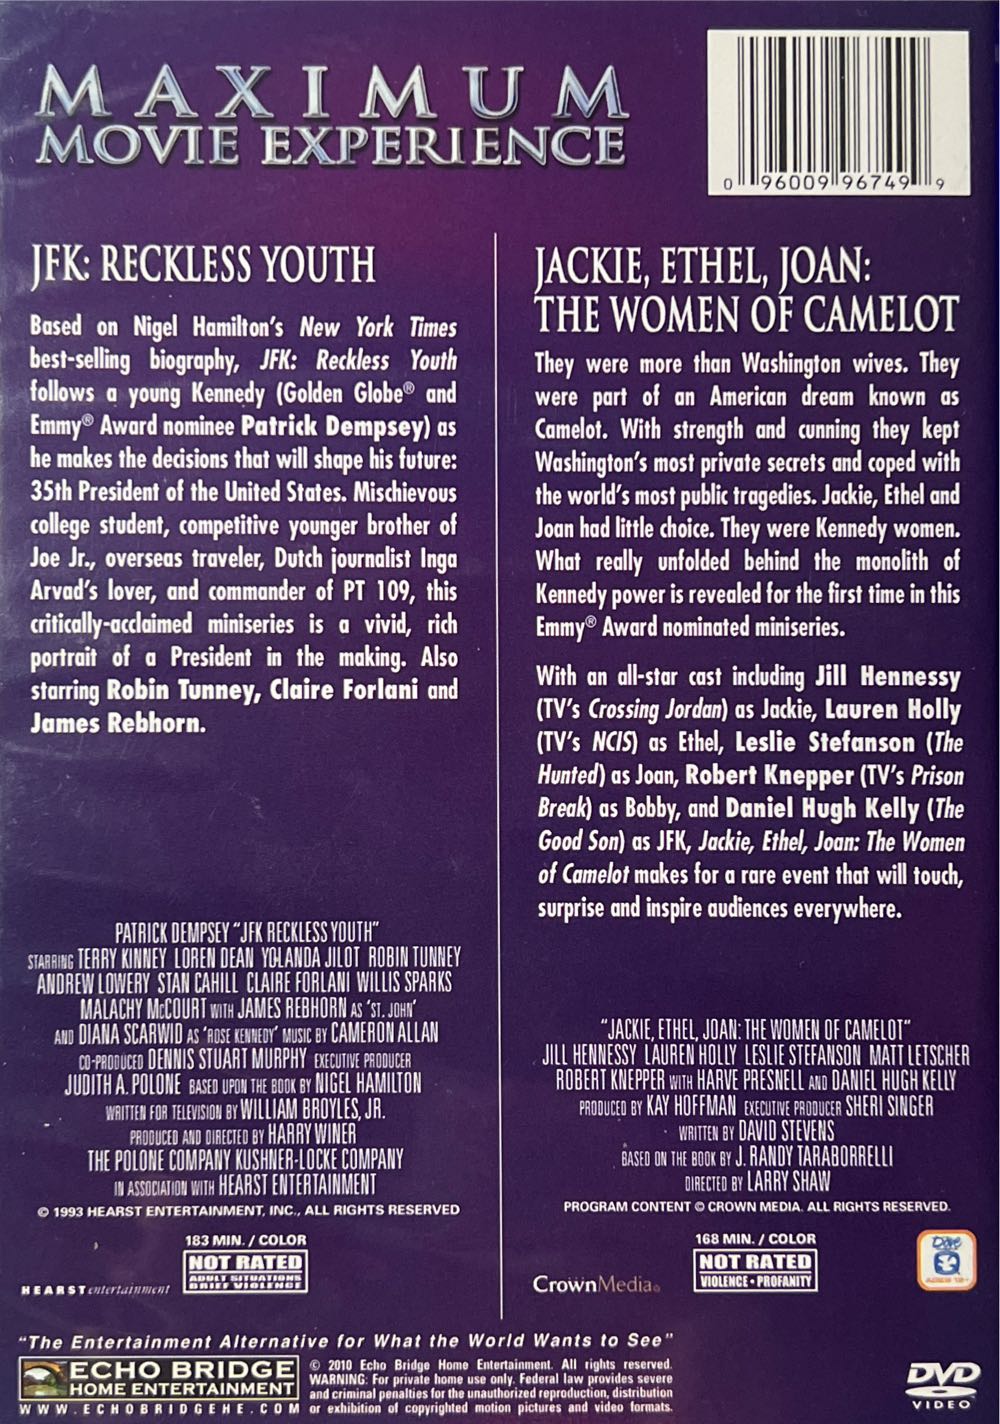 MAXIMUM
MOVIE EXPERIENCE
0 96009 96749 9
JFK: RECKLESS YOUTH
Based on Nigel Hamilton's New York Times
best-selling biography, JFK: Reckless Youth
follows a young Kennedy (Golden Globe® and
Emmy® Award nominee Patrick Dempsey) as
he makes the decisions that will shape his future:
35th President of the United States. Mischievous
college student, competitive younger brother of
Joe Jr., overseas traveler, Dutch journalist Inga
Arvad's lover, and commander of PT 109, this
critically-acclaimed miniseries is a vivid, rich
portrait of a President in the making. Also
starring Robin Tunney, Claire Forlani and
James Rebhorn.
PATRICK DEMPSEY "JFK RECKLESS YOUTH"
STARRING TERRY KINNEY LOREN DEAN YOLANDA JILOT ROBIN TUNNEY
ANDREW LOWERY STAN CAHILL CLAIRE FORLANI WILLIS SPARKS
MALACHY McCOURT WITH JAMES REBHORN AS 'ST. JOHN'
AND DIANA SCARWID AS 'ROSE KENNEDY' MUSIC BY CAMERON ALLAN
CO-PRODUCED DENNIS STUART MURPHY EXECUTIVE PRODUCER
JUDITH A. POLONE BASED UPON THE BOOK BY NIGEL HAMILTON
WRITTEN FOR TELEVISION BY WILLIAM BROYLES, JR.
PRODUCED AND DIRECTED BY HARRY WINER
THE POLONE COMPANY KUSHNER-LOCKE COMPANY
IN ASSOCIATION WITH HEARST ENTERTAINMENT
© 1993 HEARST ENTERTAINMENT, INC., ALL RIGHTS RESERVED
183 MIN. / COLOR
NOT RATED
ADULT SITUATIONS
BRIEF VIOLENCE
HEARST entertainment
JACKIE, ETHEL, JOAN:
THE WOMEN OF CAMELOT
They were more than Washington wives. They
were part of an American dream known as
Camelot. With strength and cunning they kept
Washington's most private secrets and coped with
the world's most public tragedies. Jackie, Ethel and
Joan had little choice. They were Kennedy women.
What really unfolded behind the monolith of
Kennedy power is revealed for the first time in this
Emmy® Award nominated miniseries.
With an all-star cast including Jill Hennessy
(TV's Crossing Jordan) as Jackie, Lauren Holly
(TV's NCIS) as Ethel, Leslie Stefanson (The
Hunted) as Joan, Robert Knepper (TV's Prison
Break) as Bobby, and Daniel Hugh Kelly (The
Good Son) as JFK, Jackie, Ethel, Joan: The Women
of Camelot makes for a rare event that will touch,
surprise and inspire audiences everywhere.
"JACKIE, ETHEL, JOAN: THE WOMEN OF CAMELOT"
JILL HENNESSY LAUREN HOLLY LESLIE STEFANSON MATT LETSCHER
ROBERT KNEPPER WITH HARVE PRESNELL AND DANIEL HUGH KELLY
PRODUCED BY KAY HOFFMAN EXECUTIVE PRODUCER SHERI SINGER
WRITTEN BY DAVID STEVENS
BASED ON THE BOOK BY J. RANDY TARABORRELLI
DIRECTED BY LARRY SHAW
PROGRAM CONTENT © CROWN MEDIA. ALL RIGHTS RESERVED.
168 MIN. / COLOR
NOT RATED
VIOLENCE • PROFANITY
CrownMedia®
Dove
AGES 12+
"The Entertainment Alternative for What the World Wants to See"
ECHO BRIDGE
HOME ENTERTAINMENT
WWW.ECHOBRIDGEHE.COM
© 2010 Echo Bridge Home Entertainment. All rights reserved.
WARNING: For private home use only. Federal law provides severe
and criminal penalties for the unauthorized reproduction, distribution
or exhibition of copyrighted motion pictures and video formats.
DVD
VIDEO